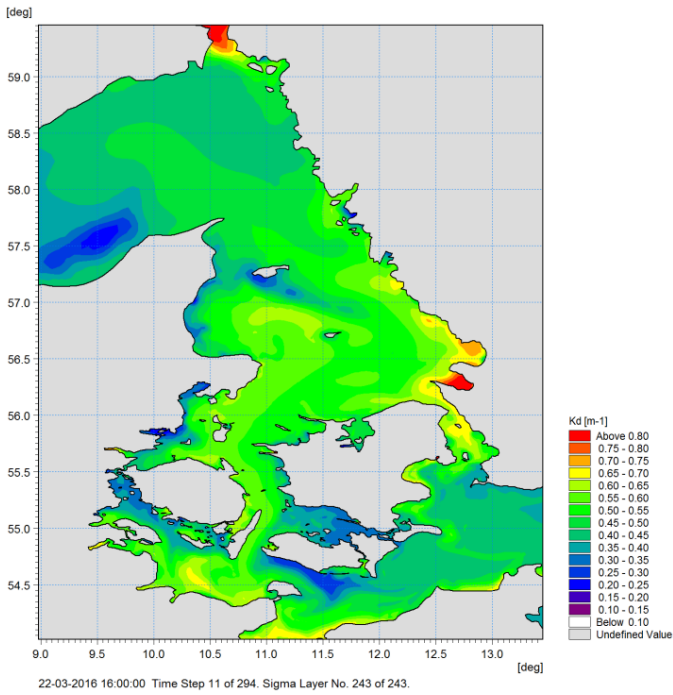 [deg]
59.0
58.5
58.0
57.5
57.0
56.5
56.0
55.5
55.0
54.5
9.0 9.5 10.0 10.5 11.0 11.5 12.0 12.5 13.0
[deg]
Kd [m-1]
Above 0.80
0.75 - 0.80
0.70 - 0.75
0.65 - 0.70
0.60 - 0.65
0.55 - 0.60
0.50 - 0.55
0.45 - 0.50
0.40 - 0.45
0.35 - 0.40
0.30 - 0.35
0.25 - 0.30
0.20 - 0.25
0.15 - 0.20
0.10 - 0.15
Below 0.10
Undefined Value
22-03-2016 16:00:00 Time Step 11 of 294. Sigma Layer No. 243 of 243.